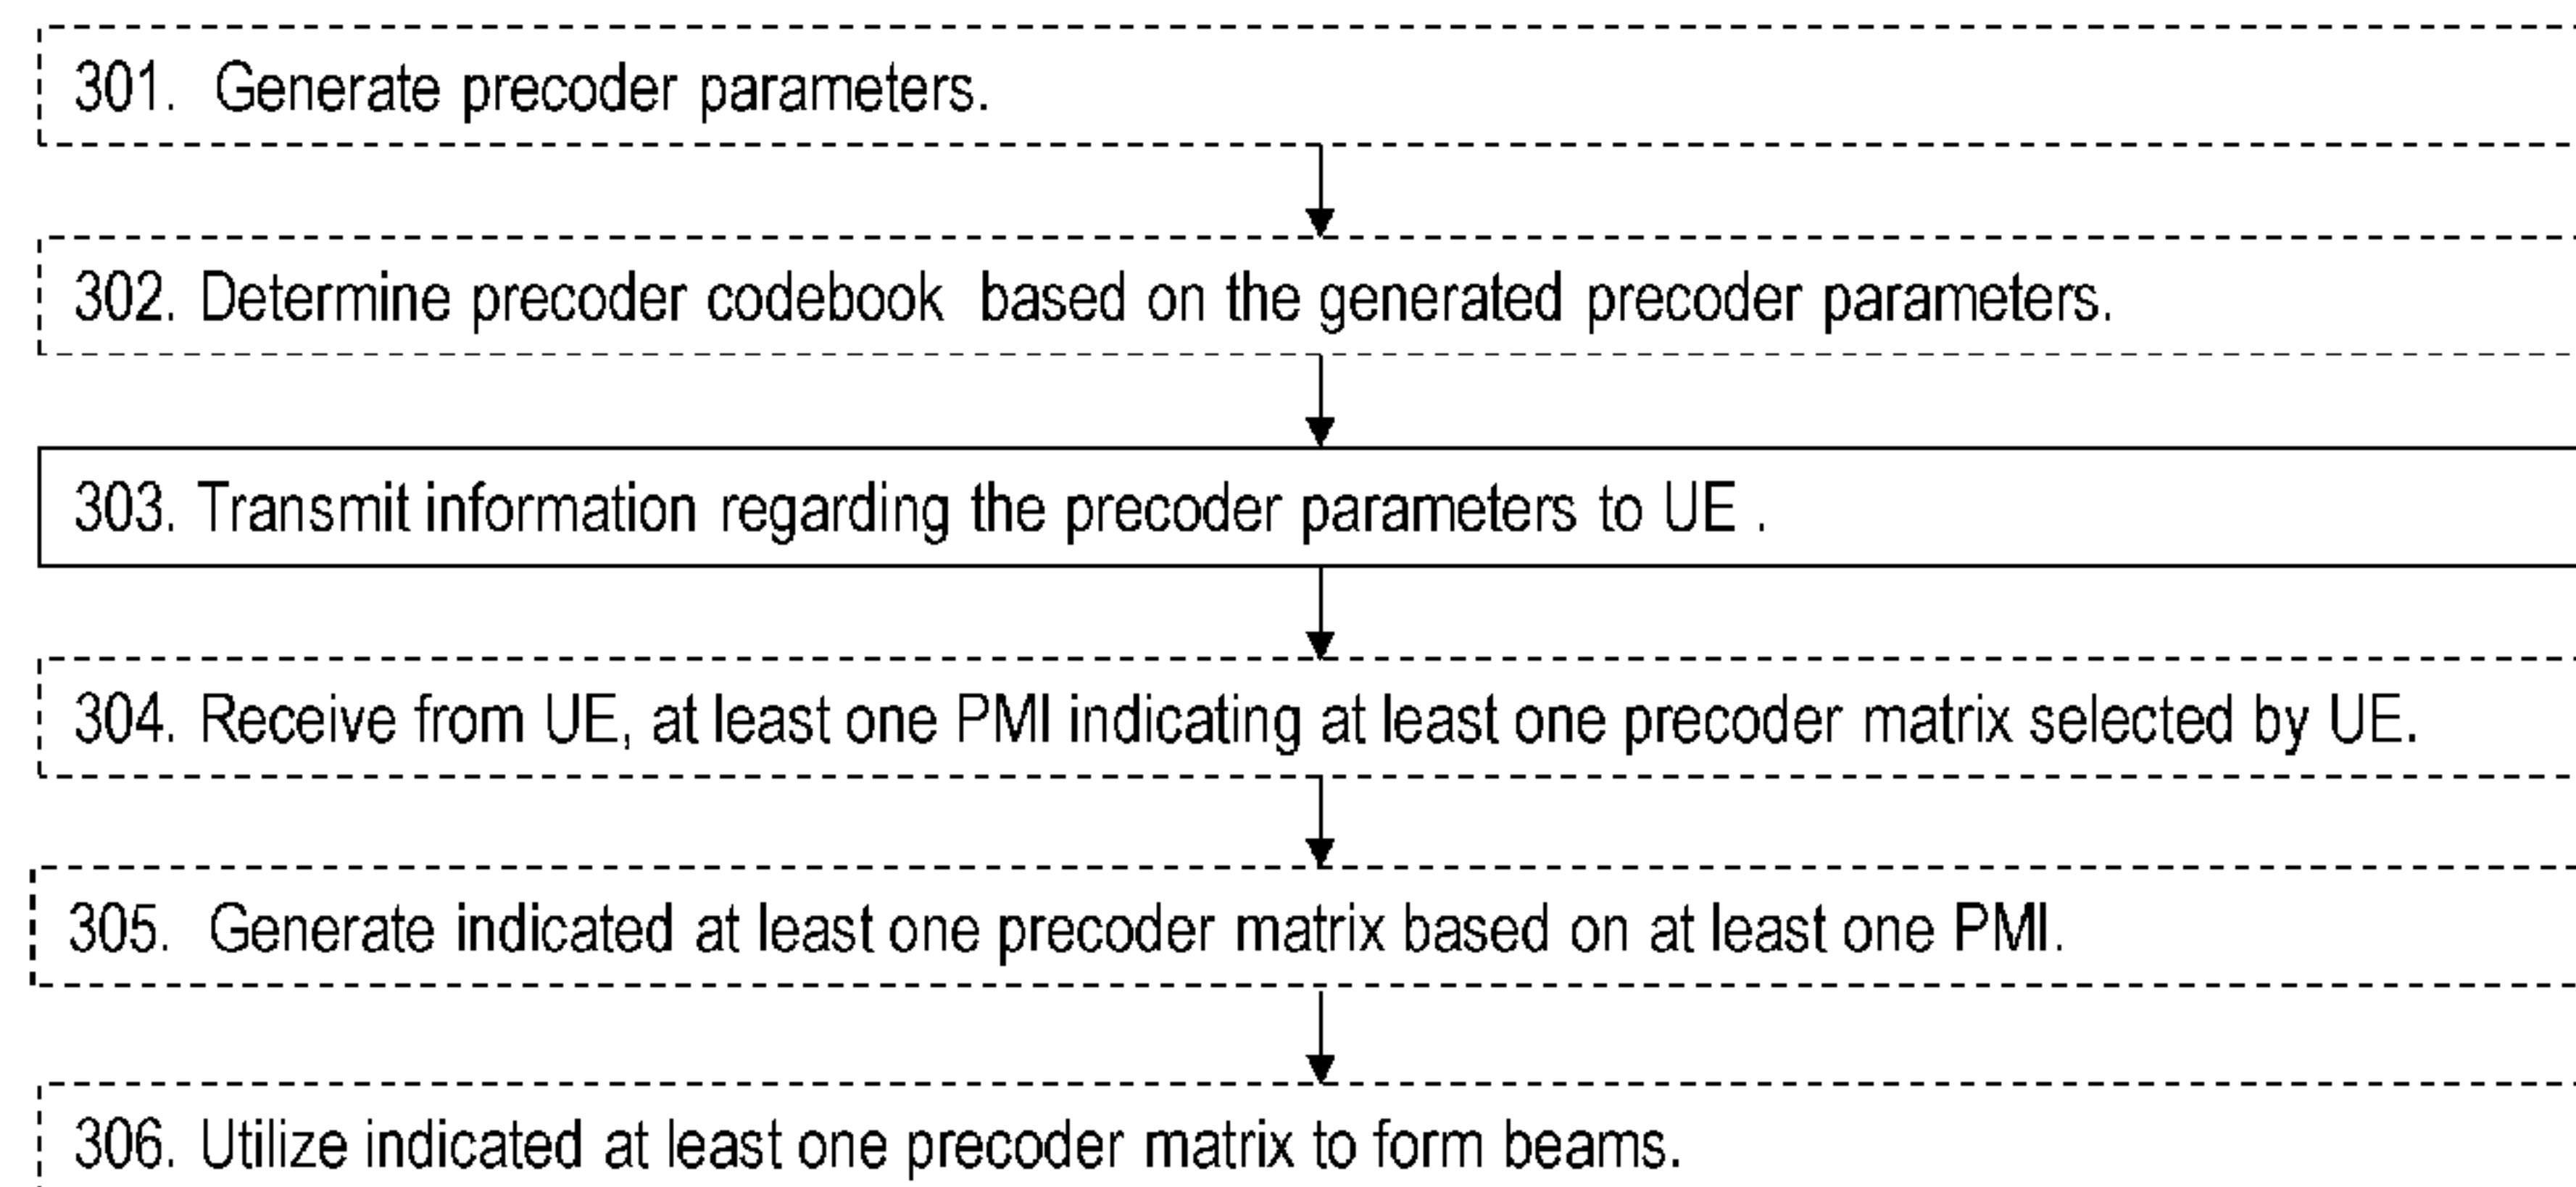 301. Generate precoder parameters.
302. Determine precoder codebook based on the generated precoder parameters.
303. Transmit information regarding the precoder parameters to UE .
304. Receive from UE, at least one PMI indicating at least one precoder matrix selected by UE.
305. Generate indicated at least one precoder matrix based on at least one PMI.
306. Utilize indicated at least one precoder matrix to form beams.